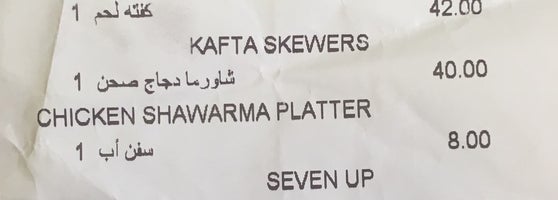 1 كفته لحم 42.00
KAFTA SKEWERS
1 شاورما دجاج صحن 40.00
CHICKEN SHAWARMA PLATTER
1 سفن أب 8.00
SEVEN UP